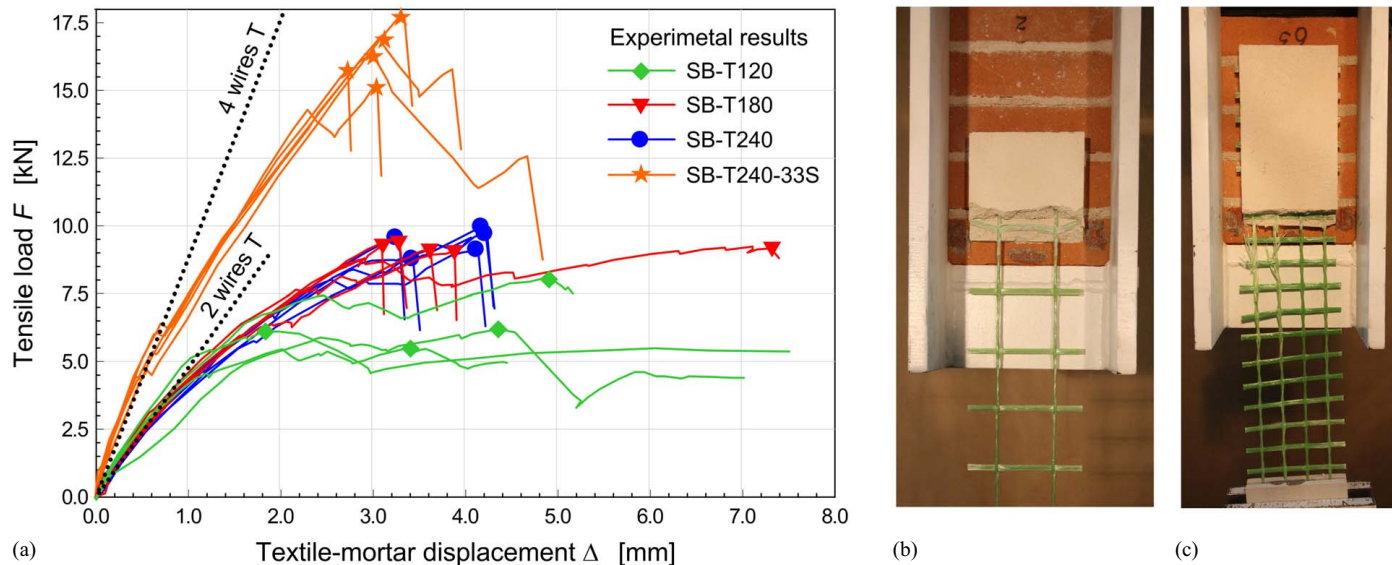 Tensile load F [kN]
17.5
15.0
12.5
10.0
7.5
5.0
2.5
0.0
4 wires T
2 wires T
Experimetal results
SB-T120
SB-T180
SB-T240
SB-T240-33S
0.0 1.0 2.0 3.0 4.0 5.0 6.0 7.0 8.0
Textile-mortar displacement Δ [mm]
(a)
(b)
(c)